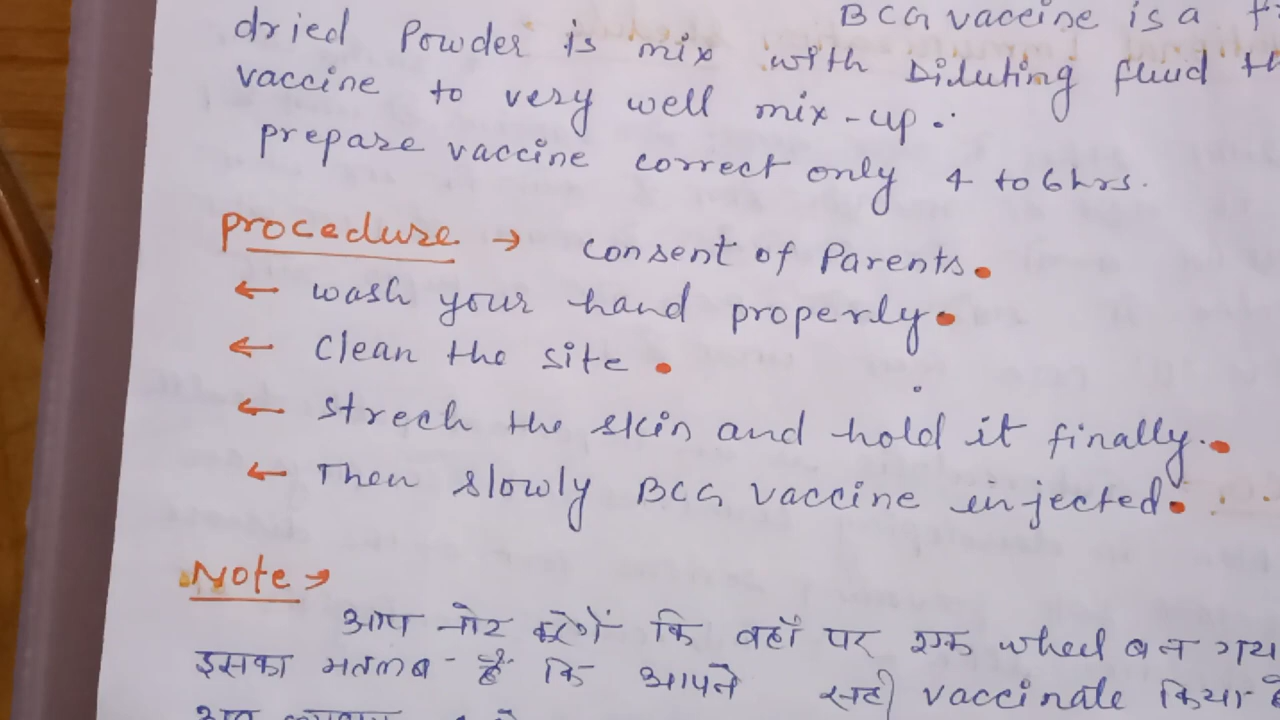 BCG vaccine is a
dried Powder is mix with Diluting fluid
vaccine to very well mix-up.
prepare vaccine correct only 4 to 6 hrs.
procedure → consent of Parents.
← wash your hand properly.
← Clean the site.
← strech the skin and hold it finally.
← Then slowly BCG vaccine injected.
Note →
आप नोट करेगें कि वहाँ पर एक wheel बन गय
इसका मतलब है कि आपने सही vaccinate किया